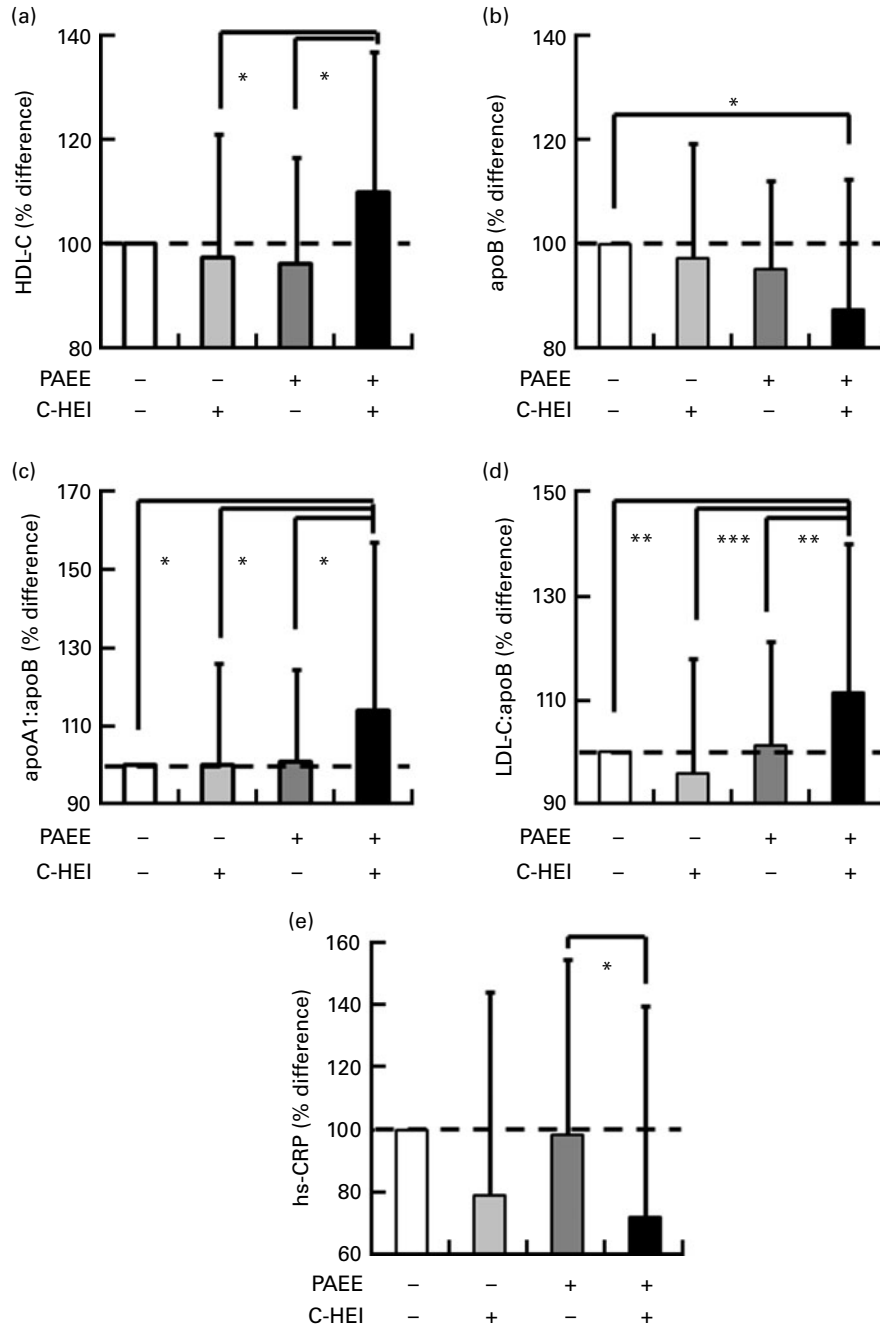 (a)
140
120
100
80
HDL-C (% difference)
* *
PAEE – – + +
C-HEI – + – +
(b)
140
120
100
80
apoB (% difference)
*
PAEE – – + +
C-HEI – + – +
(c)
170
150
130
110
90
apoA1:apoB (% difference)
* * *
PAEE – – + +
C-HEI – + – +
(d)
150
130
110
90
LDL-C:apoB (% difference)
** *** **
PAEE – – + +
C-HEI – + – +
(e)
160
140
120
100
80
60
hs-CRP (% difference)
*
PAEE – – + +
C-HEI – + – +